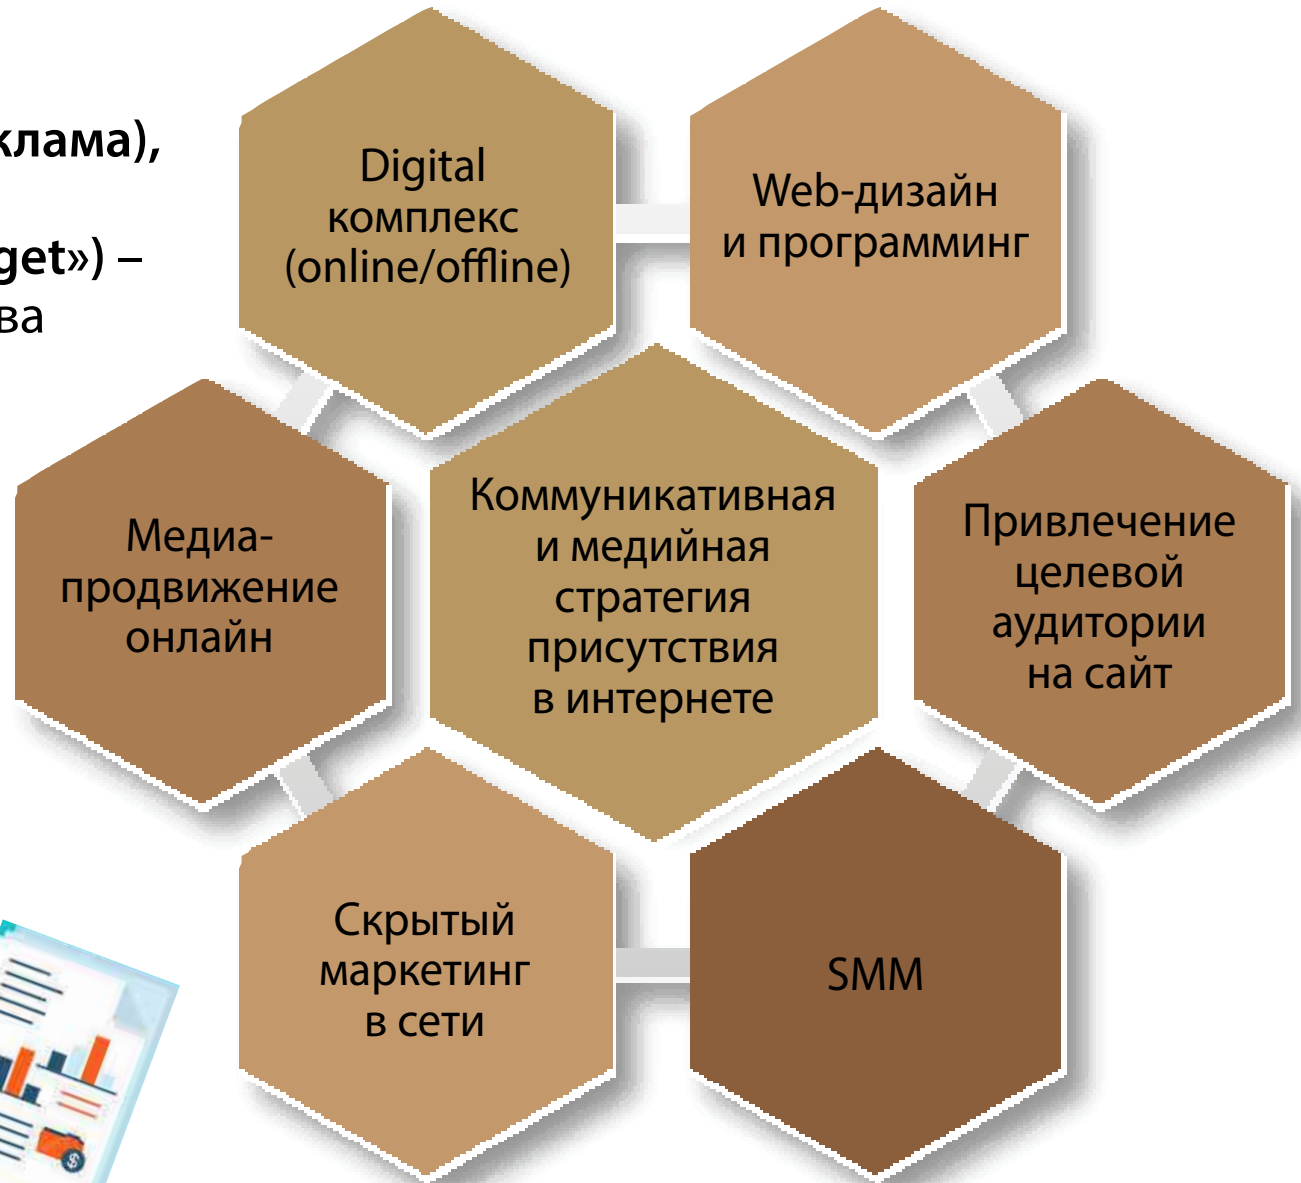 клама),
get») –
ва
Digital
комплекс
(online/offline)
Web-дизайн
и программинг
Медиа-
продвижение
онлайн
Коммуникативная
и медийная
стратегия
присутствия
в интернете
Привлечение
целевой
аудитории
на сайт
Скрытый
маркетинг
в сети
SMM
$